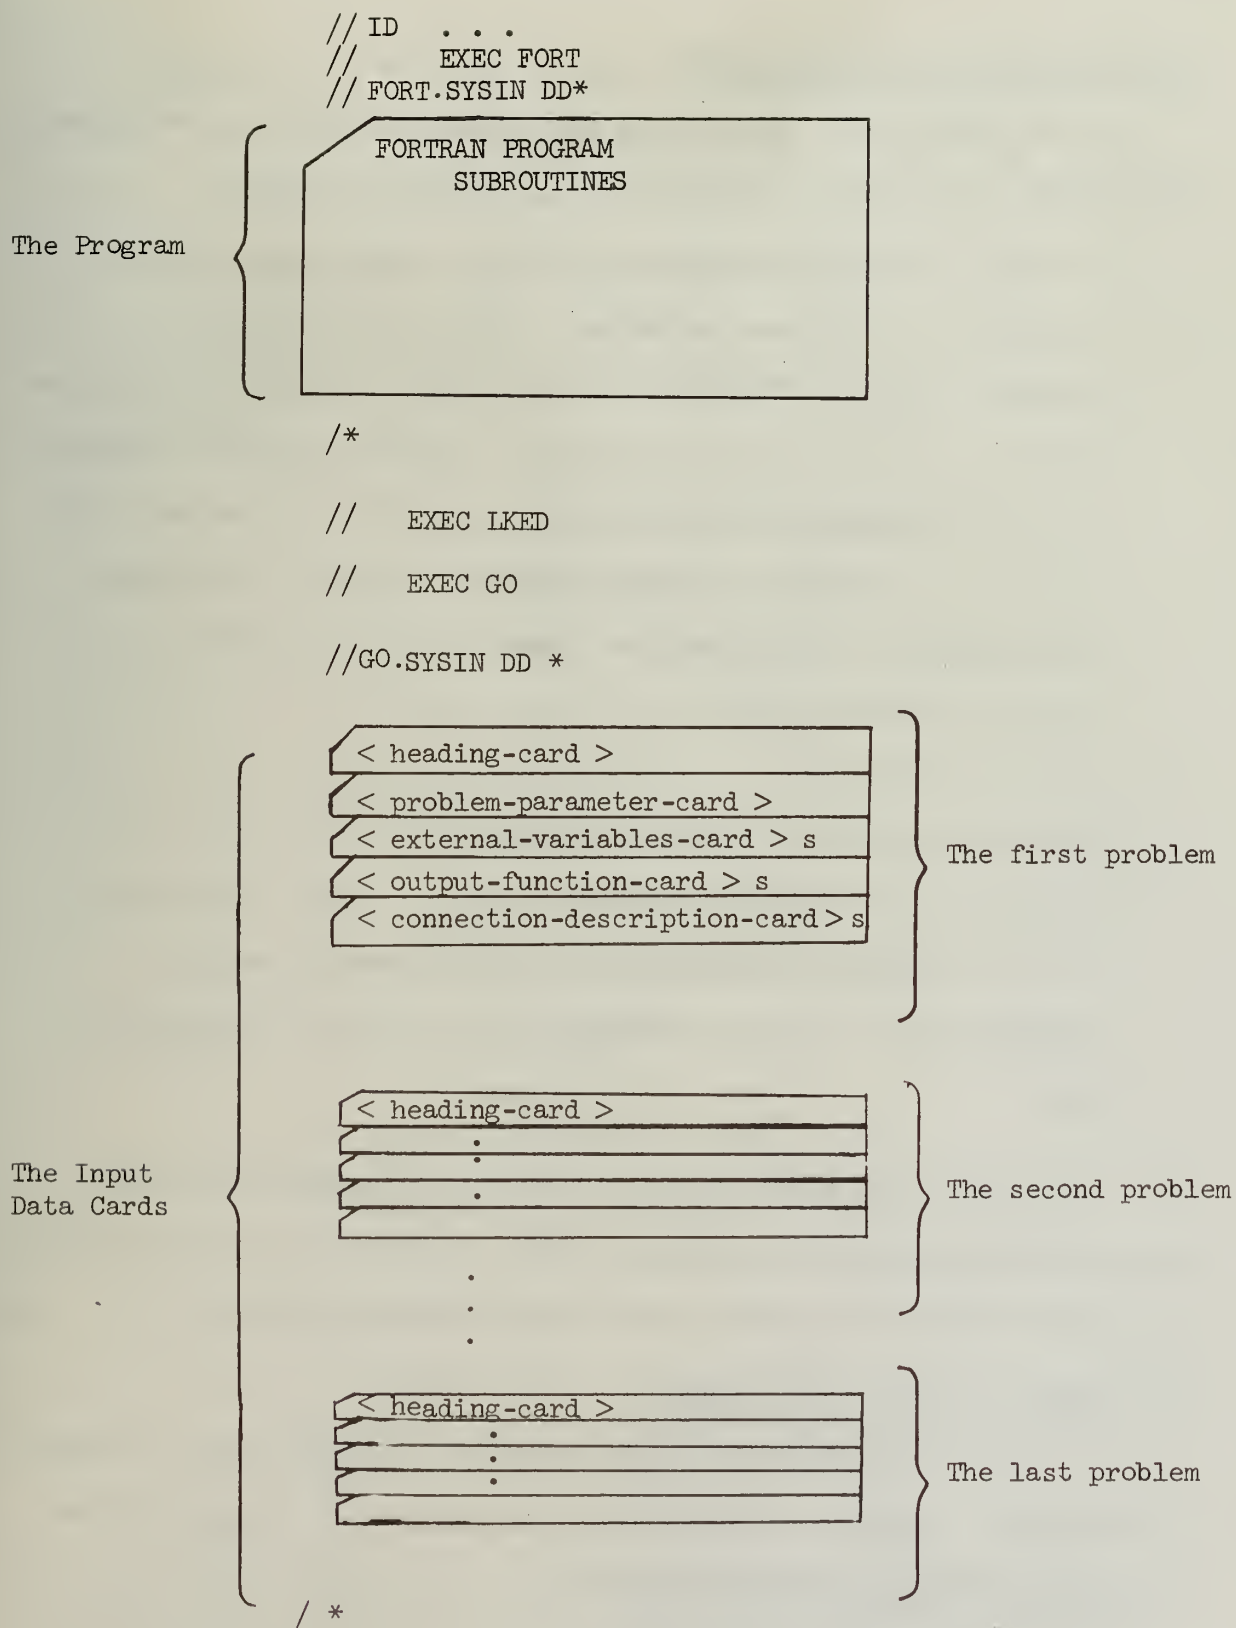 // ID . . .
// EXEC FORT
// FORT.SYSIN DD*
FORTRAN PROGRAM
SUBROUTINES
The Program
/*
// EXEC LKED
// EXEC GO
//GO.SYSIN DD *
< heading-card >
< problem-parameter-card >
< external-variables-card > s
< output-function-card > s
< connection-description-card > s
The first problem
The Input
Data Cards
< heading-card >
The second problem
< heading-card >
The last problem
/ *